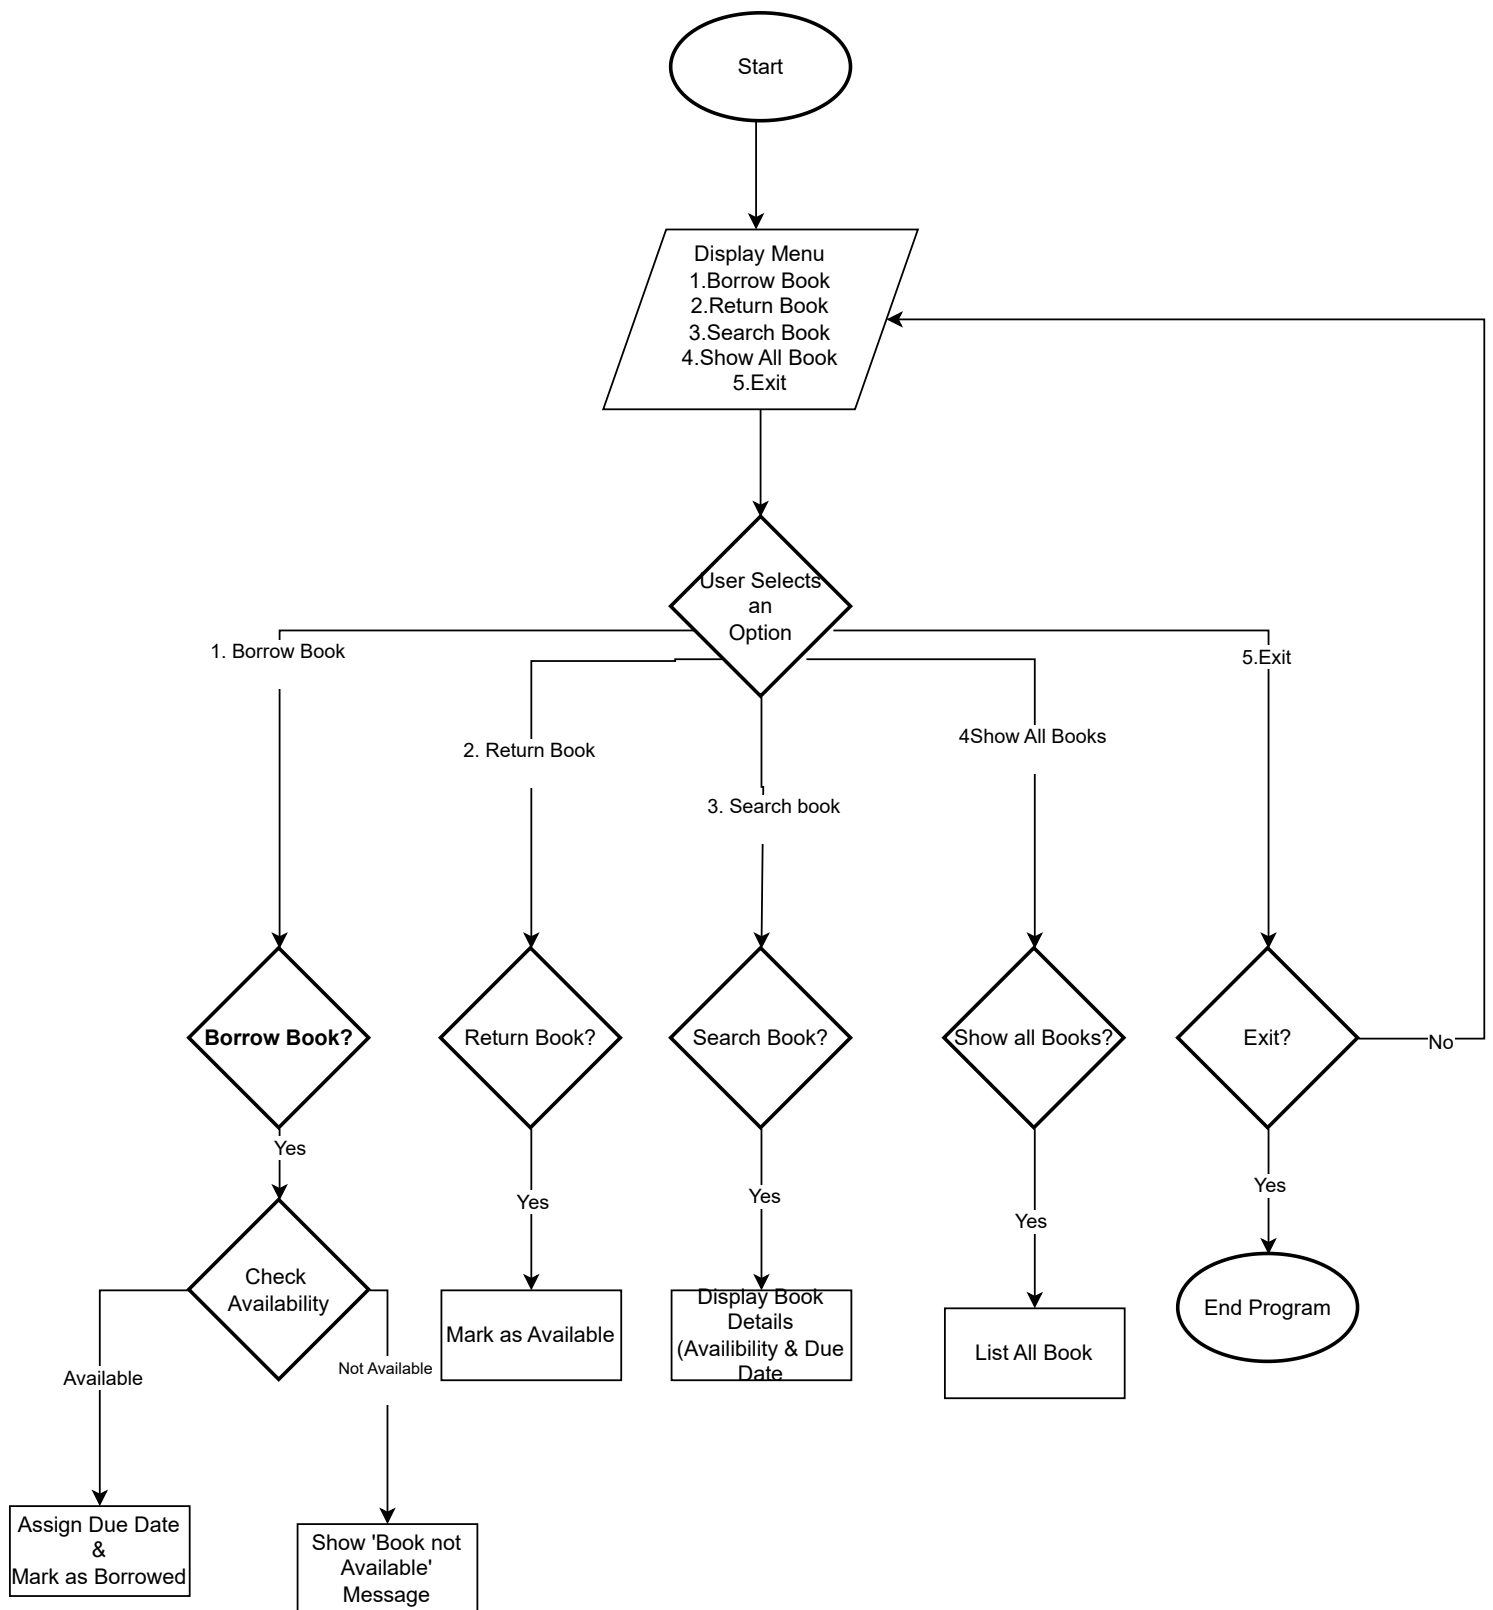 Start
Display Menu
1.Borrow Book
2.Return Book
3.Search Book
4.Show All Book
5.Exit
User Selects
an
Option
1. Borrow Book
5.Exit
2. Return Book
4Show All Books
3. Search book
Borrow Book?
Return Book?
Search Book?
Show all Books?
Exit?
No
Yes
Yes
Yes
Yes
Yes
Check
Availability
Mark as Available
Display Book
Details
(Availibility & Due
Date
List All Book
End Program
Available
Not Available
Assign Due Date
&
Mark as Borrowed
Show 'Book not
Available'
Message